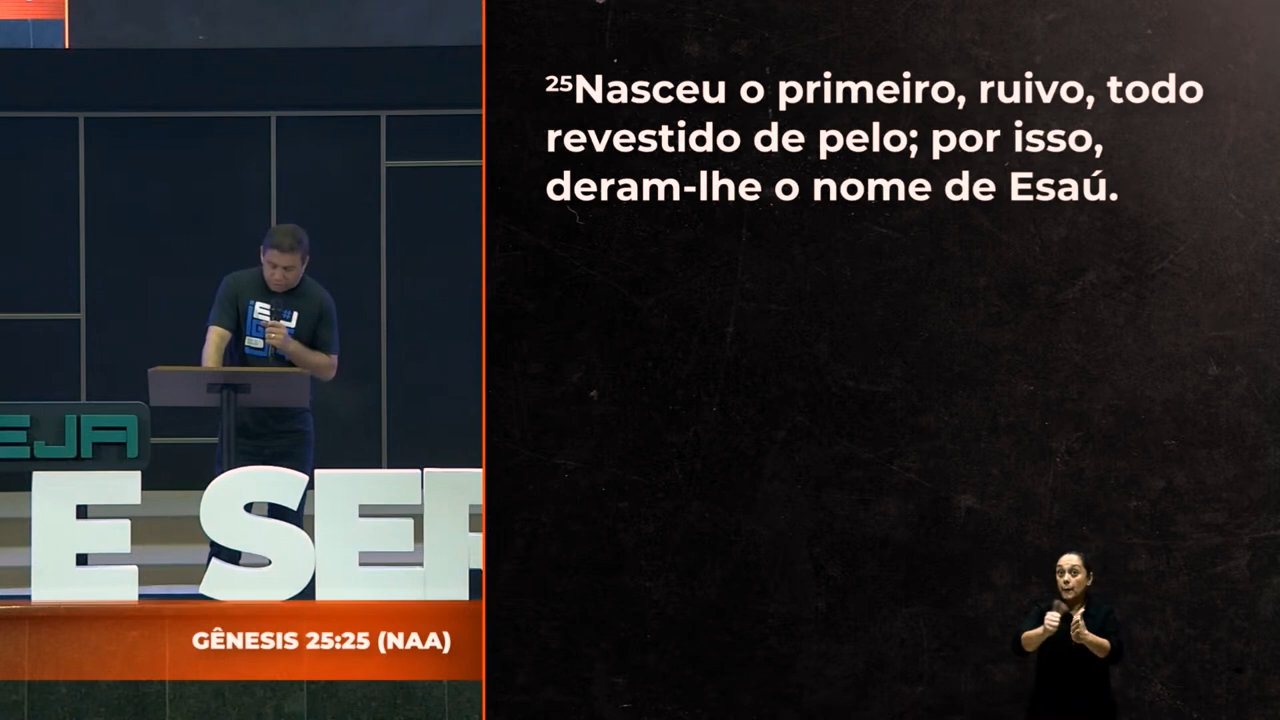 ²⁵Nasceu o primeiro, ruivo, todo
revestido de pelo; por isso,
deram-lhe o nome de Esaú.
EJA
E SER
GÊNESIS 25:25 (NAA)